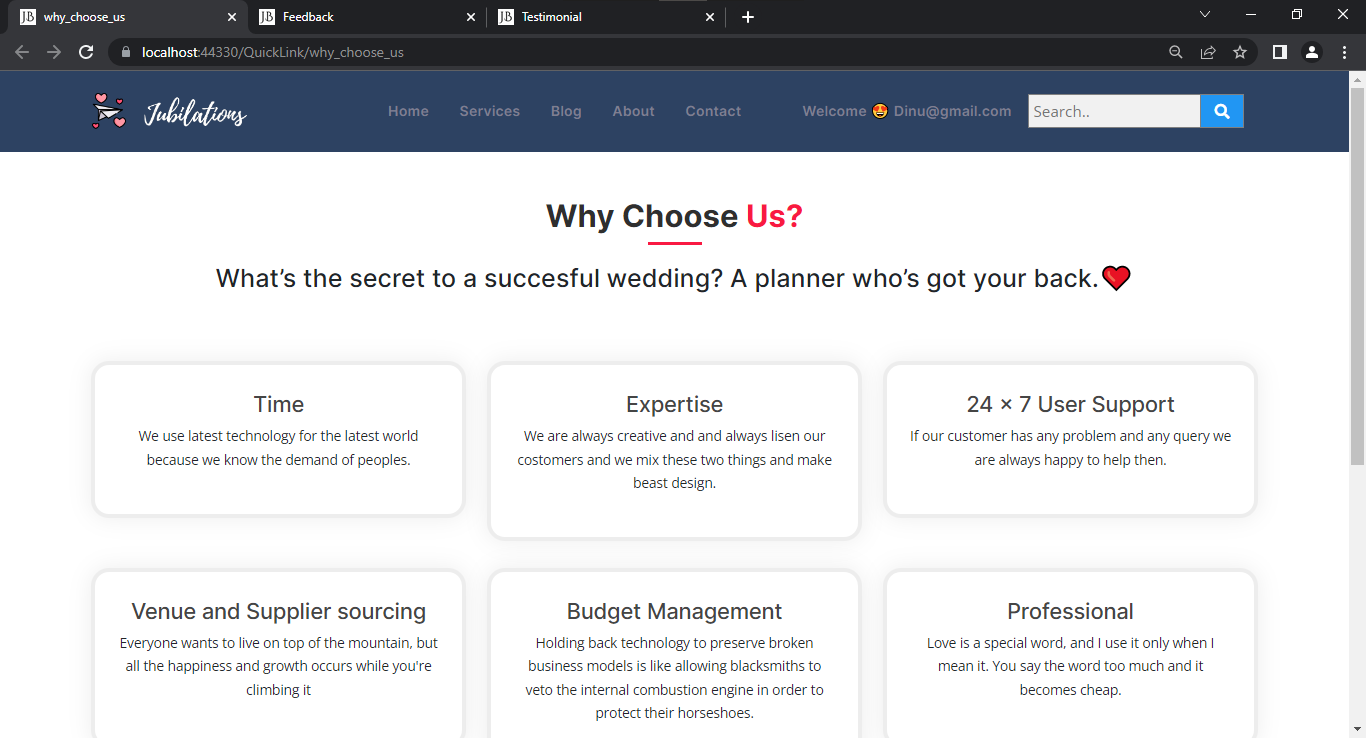 why_choose_us
Feedback
Testimonial
localhost:44330/QuickLink/why_choose_us
Jubilations
Home Services Blog About Contact Welcome 😍 Dinu@gmail.com Search..
Why Choose Us?
What’s the secret to a succesful wedding? A planner who’s got your back.❤
Time
We use latest technology for the latest world
because we know the demand of peoples.
Expertise
We are always creative and and always lisen our
costomers and we mix these two things and make
beast design.
24 × 7 User Support
If our customer has any problem and any query we
are always happy to help then.
Venue and Supplier sourcing
Everyone wants to live on top of the mountain, but
all the happiness and growth occurs while you're
climbing it
Budget Management
Holding back technology to preserve broken
business models is like allowing blacksmiths to
veto the internal combustion engine in order to
protect their horseshoes.
Professional
Love is a special word, and I use it only when I
mean it. You say the word too much and it
becomes cheap.